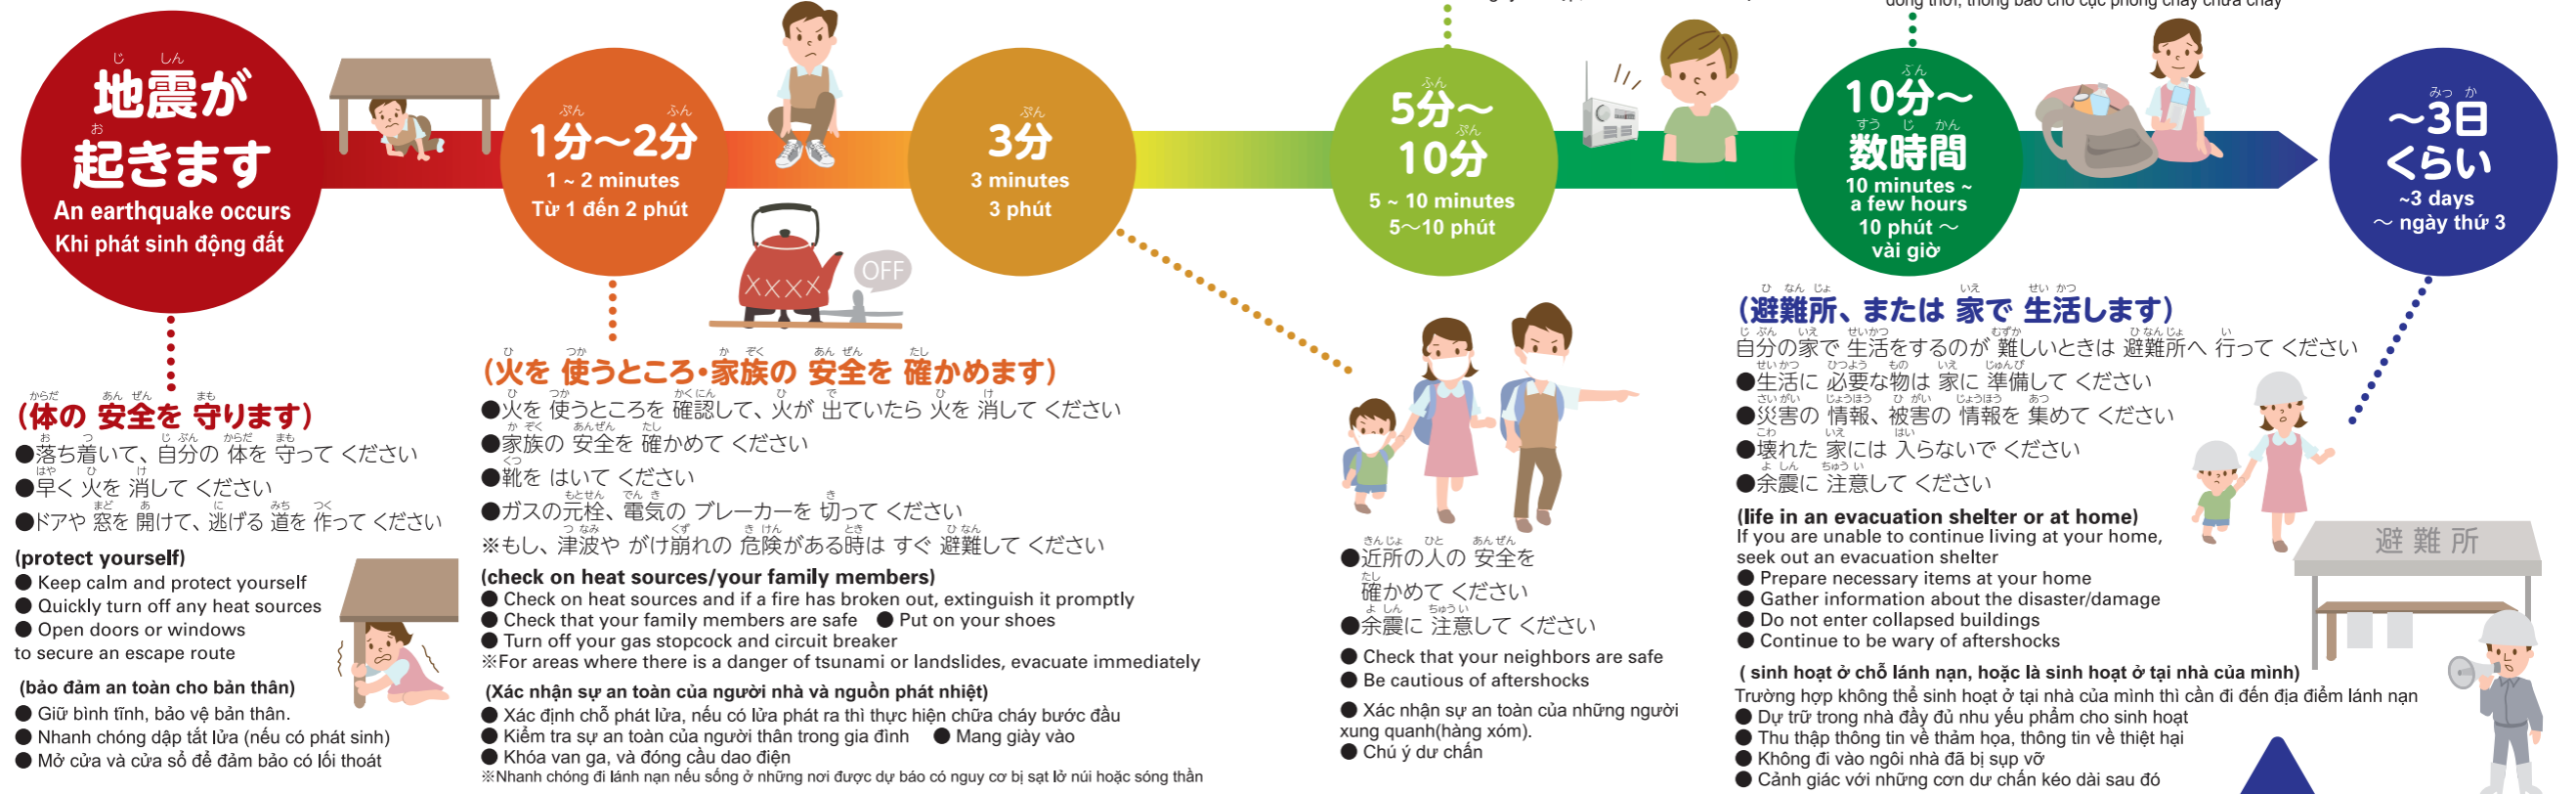 地震が
起きます
An earthquake occurs
Khi phát sinh động đất
1分～2分
1 ~ 2 minutes
Từ 1 đến 2 phút
3分
3 minutes
3 phút
5分～
10分
5 ~ 10 minutes
5～10 phút
10分～
数時間
10 minutes ~
a few hours
10 phút ～
vài giờ
～3日
くらい
~3 days
～ ngày thứ 3
đồng thời, thông báo cho cục phòng cháy chữa cháy
OFF
(体の 安全を 守ります)
●落ち着いて、自分の 体を 守って ください
●早く 火を 消して ください
●ドアや 窓を 開けて、逃げる 道を 作って ください
(protect yourself)
● Keep calm and protect yourself
● Quickly turn off any heat sources
● Open doors or windows
to secure an escape route
(bảo đảm an toàn cho bản thân)
● Giữ bình tĩnh, bảo vệ bản thân.
● Nhanh chóng dập tắt lửa (nếu có phát sinh)
● Mở cửa và cửa sổ để đảm bảo có lối thoát
(火を 使うところ・家族の 安全を 確かめます)
●火を 使うところを 確認して、火が 出ていたら 火を 消して ください
●家族の 安全を 確かめて ください
●靴を はいて ください
●ガスの元栓、電気の ブレーカーを 切って ください
※もし、津波や がけ崩れの 危険がある時は すぐ 避難して ください
(check on heat sources/your family members)
● Check on heat sources and if a fire has broken out, extinguish it promptly
● Check that your family members are safe ● Put on your shoes
● Turn off your gas stopcock and circuit breaker
※For areas where there is a danger of tsunami or landslides, evacuate immediately
(Xác nhận sự an toàn của người nhà và nguồn phát nhiệt)
● Xác định chỗ phát lửa, nếu có lửa phát ra thì thực hiện chữa cháy bước đầu
● Kiểm tra sự an toàn của người thân trong gia đình ● Mang giày vào
● Khóa van ga, và đóng cầu dao điện
※Nhanh chóng đi lánh nạn nếu sống ở những nơi được dự báo có nguy cơ bị sạt lở núi hoặc sóng thần
●近所の人の 安全を
確かめて ください
●余震に 注意して ください
● Check that your neighbors are safe
● Be cautious of aftershocks
● Xác nhận sự an toàn của những người
xung quanh(hàng xóm).
● Chú ý dư chấn
(避難所、または 家で 生活します)
自分の家で 生活をするのが 難しいときは 避難所へ 行って ください
●生活に 必要な物は 家に 準備して ください
●災害の 情報、被害の 情報を 集めて ください
●壊れた 家には 入らないで ください
●余震に 注意して ください
(life in an evacuation shelter or at home)
If you are unable to continue living at your home,
seek out an evacuation shelter
● Prepare necessary items at your home
● Gather information about the disaster/damage
● Do not enter collapsed buildings
● Continue to be wary of aftershocks
( sinh hoạt ở chỗ lánh nạn, hoặc là sinh hoạt ở tại nhà của mình)
Trường hợp không thể sinh hoạt ở tại nhà của mình thì cần đi đến địa điểm lánh nạn
● Dự trữ trong nhà đầy đủ nhu yếu phẩm cho sinh hoạt
● Thu thập thông tin về thảm họa, thông tin về thiệt hại
● Không đi vào ngôi nhà đã bị sụp vỡ
● Cảnh giác với những cơn dư chấn kéo dài sau đó
避難所